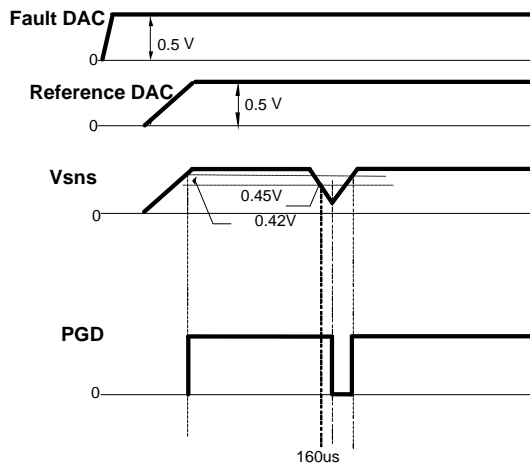 Fault DAC
0.5 V
0
Reference DAC
0.5 V
0
Vsns
0.45V
0
0.42V
PGD
0
160us